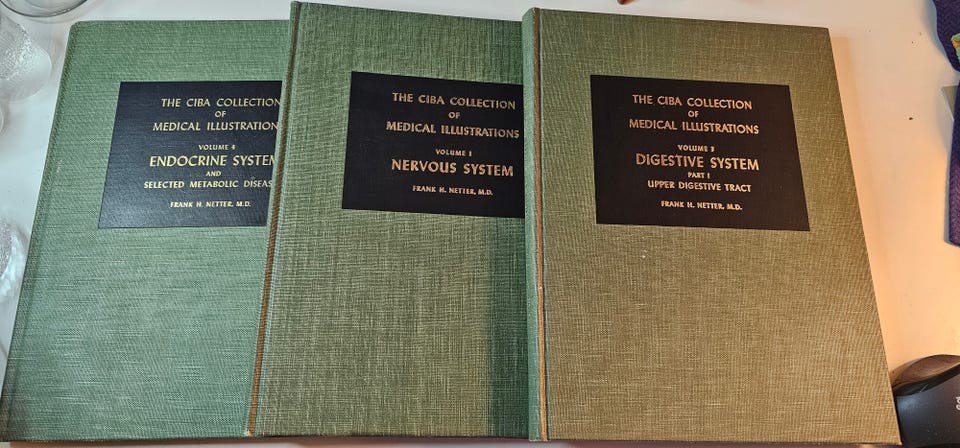 THE CIBA COLLECTION
OF
MEDICAL ILLUSTRATION
VOLUME 4
ENDOCRINE SYSTEM
AND
SELECTED METABOLIC DISEAS
FRANK H. NETTER, M.D.
THE CIBA COLLECTION
OF
MEDICAL ILLUSTRATIONS
VOLUME 1
NERVOUS SYSTEM
FRANK H. NETTER, M.D.
THE CIBA COLLECTION
OF
MEDICAL ILLUSTRATIONS
VOLUME 3
DIGESTIVE SYSTEM
PART I
UPPER DIGESTIVE TRACT
FRANK H. NETTER, M.D.